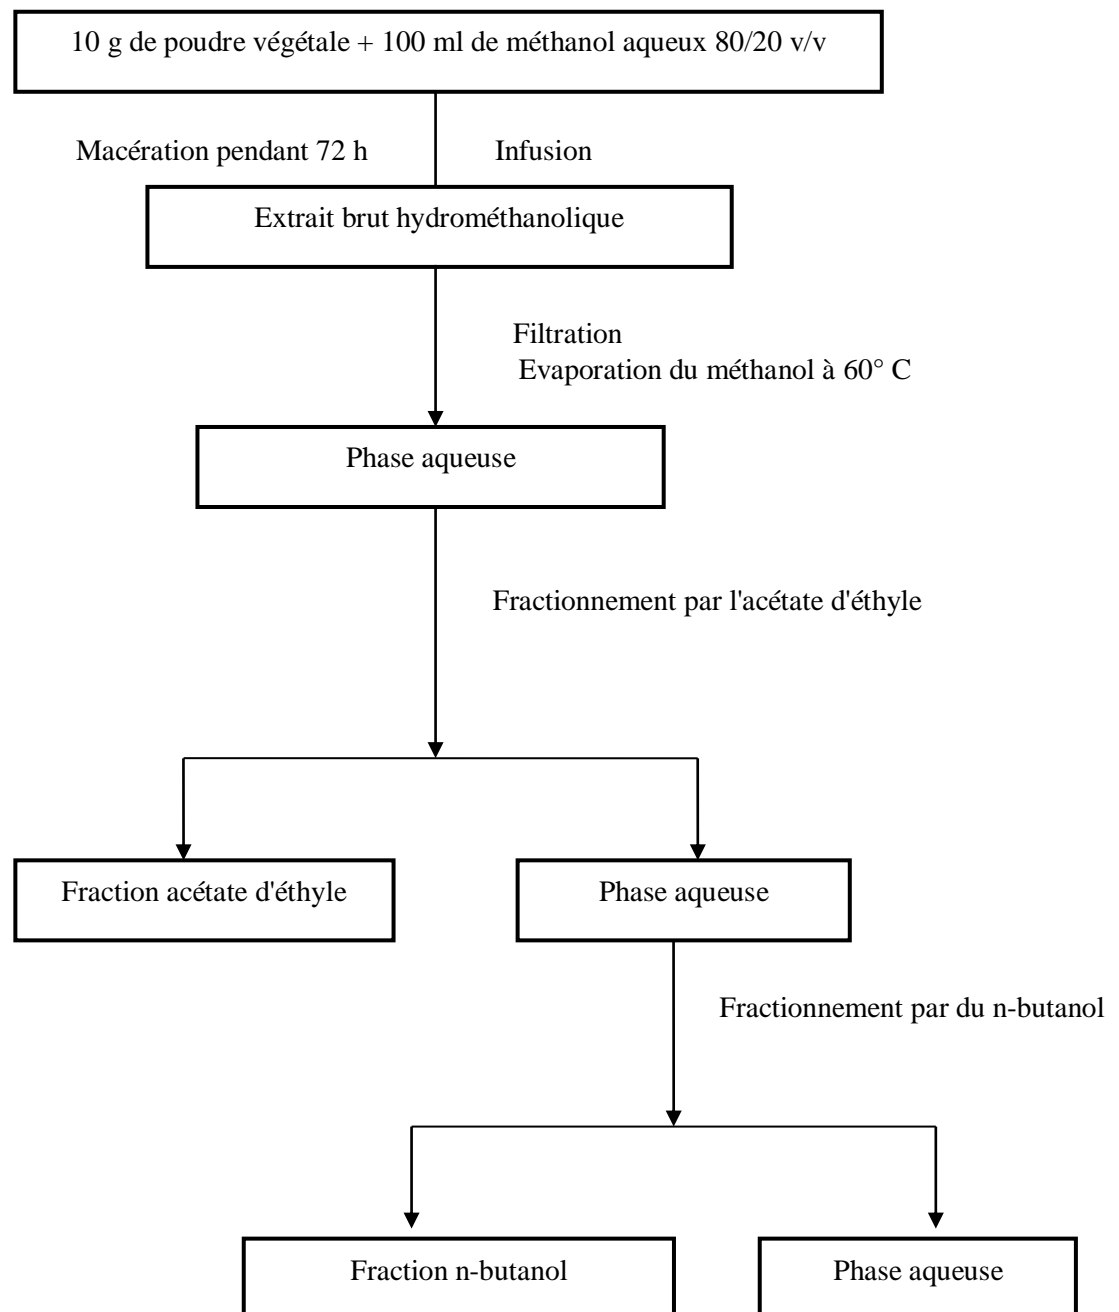 10 g de poudre végétale + 100 ml de méthanol aqueux 80/20 v/v
Macération pendant 72 h
Infusion
Extrait brut hydrométhanolique
Filtration
Evaporation du méthanol à 60° C
Phase aqueuse
Fractionnement par l'acétate d'éthyle
Fraction acétate d'éthyle
Phase aqueuse
Fractionnement par du n-butanol
Fraction n-butanol
Phase aqueuse